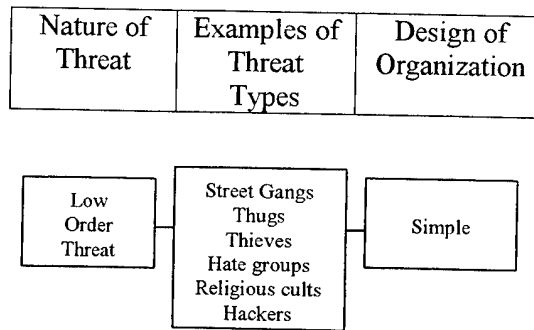 Nature of
Threat
Examples of
Threat
Types
Design of
Organization
Low
Order
Threat
Street Gangs
Thugs
Thieves
Hate groups
Religious cults
Hackers
Simple